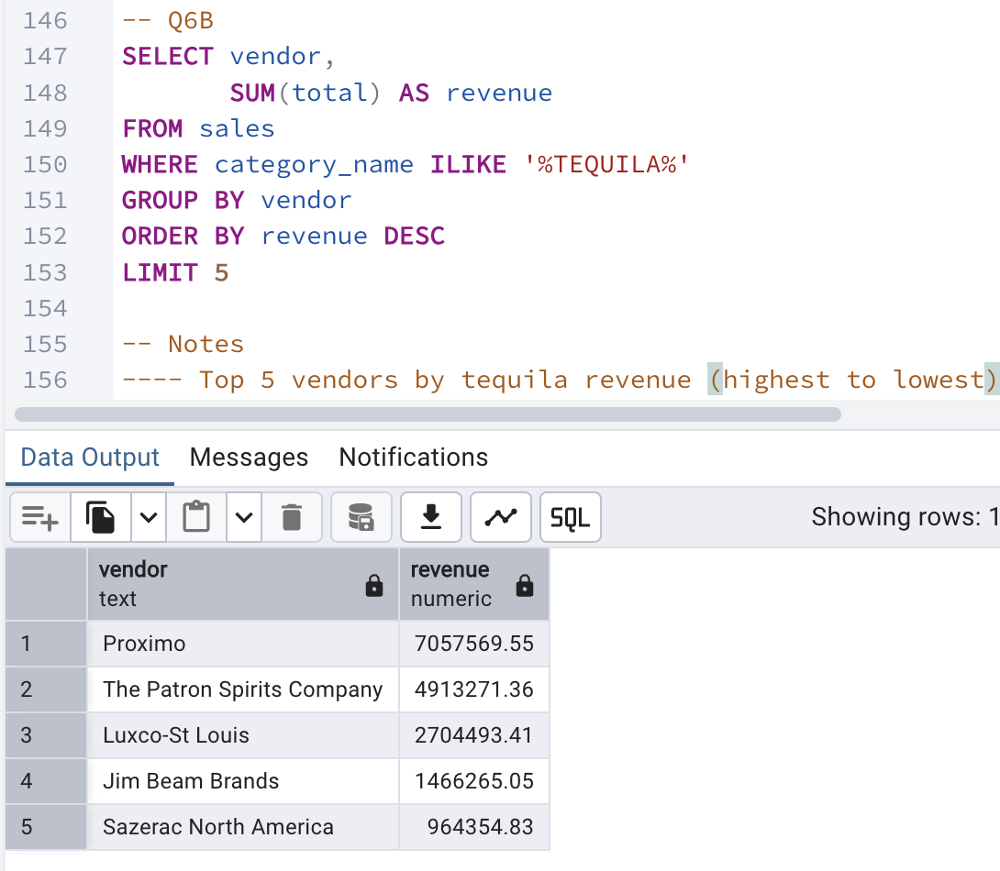 146 -- Q6B
147 SELECT vendor,
148 SUM(total) AS revenue
149 FROM sales
150 WHERE category_name ILIKE '%TEQUILA%'
151 GROUP BY vendor
152 ORDER BY revenue DESC
153 LIMIT 5
154
155 -- Notes
156 ---- Top 5 vendors by tequila revenue (highest to lowest)
Data Output Messages Notifications
SQL Showing rows: 1
vendor revenue
text numeric
1 Proximo 7057569.55
2 The Patron Spirits Company 4913271.36
3 Luxco-St Louis 2704493.41
4 Jim Beam Brands 1466265.05
5 Sazerac North America 964354.83